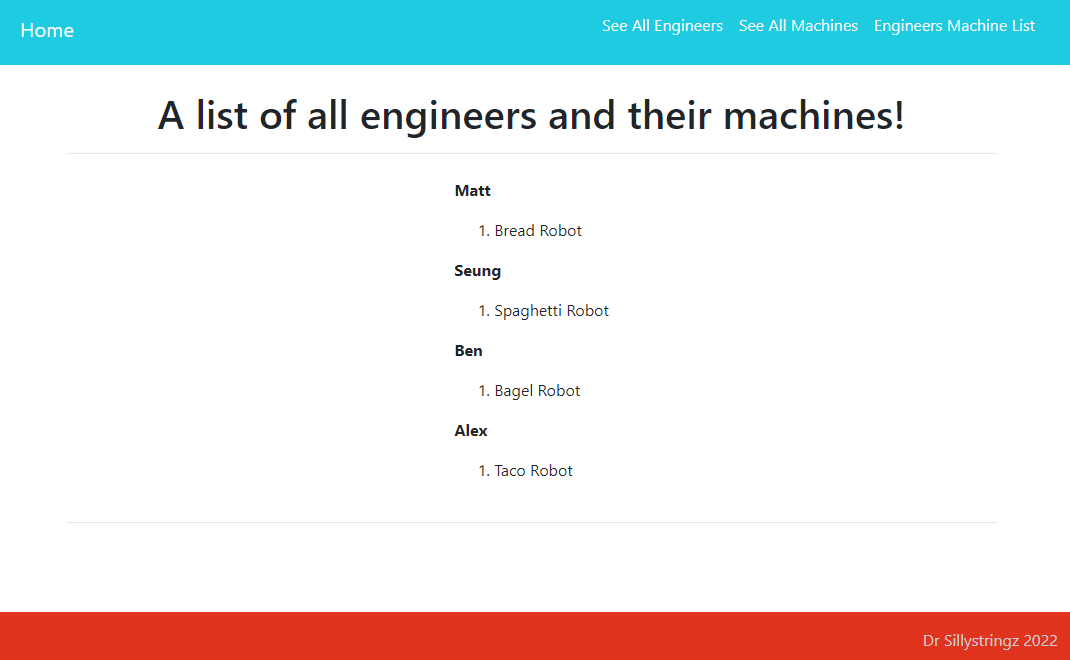 Home See All Engineers See All Machines Engineers Machine List
A list of all engineers and their machines!
Matt
1. Bread Robot
Seung
1. Spaghetti Robot
Ben
1. Bagel Robot
Alex
1. Taco Robot
Dr Sillystringz 2022